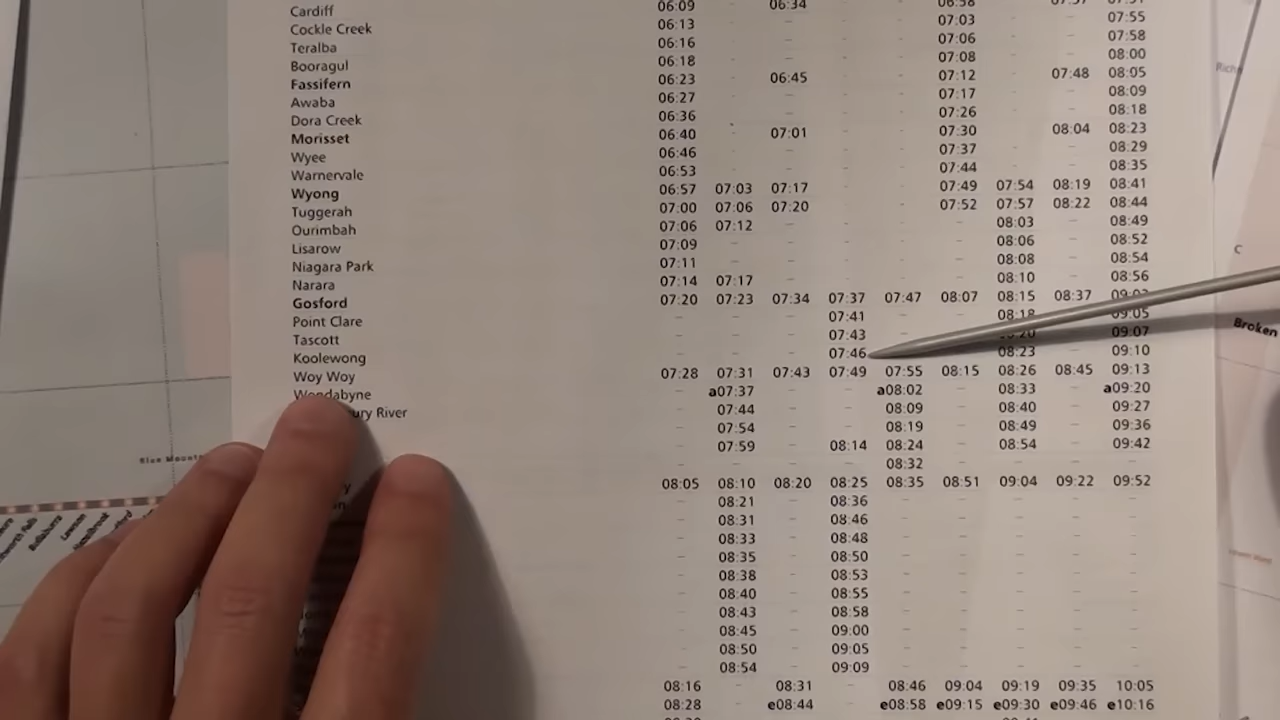 Cardiff 06:09 - 06:34 - - 06:58
Cockle Creek 06:13 - - - - 07:03 - - 07:55
Teralba 06:16 - - - - 07:06 - - 07:58
Booragul 06:18 - - - - 07:08 - - 08:00
Fassifern 06:23 - 06:45 - - 07:12 - 07:48 08:05
Awaba 06:27 - - - - 07:17 - - 08:09
Dora Creek 06:36 - - - - 07:26 - - 08:18
Morisset 06:40 - 07:01 - - 07:30 - 08:04 08:23
Wyee 06:46 - - - - 07:37 - - 08:29
Warnervale 06:53 - - - - 07:44 - - 08:35
Wyong 06:57 07:03 07:17 - - 07:49 07:54 08:19 08:41
Tuggerah 07:00 07:06 07:20 - - 07:52 07:57 08:22 08:44
Ourimbah 07:06 07:12 - - - - 08:03 - 08:49
Lisarow 07:09 - - - - - 08:06 - 08:52
Niagara Park 07:11 - - - - - 08:08 - 08:54
Narara 07:14 07:17 - - - - 08:10 - 08:56
Gosford 07:20 07:23 07:34 07:37 07:47 08:07 08:15 08:37
Point Clare - - - 07:41 - - 08:18 09:05
Tascott - - - 07:43 - 09:07
Koolewong - - - 07:46 08:23 - 09:10
Woy Woy 07:28 07:31 07:43 07:49 07:55 08:15 08:26 08:45 09:13
- a07:37 - - a08:02 - 08:33 - a09:20
River - 07:44 - - 08:09 - 08:40 - 09:27
- 07:54 - - 08:19 - 08:49 - 09:36
- 07:59 - 08:14 08:24 - 08:54 - 09:42
- - - - 08:32 - - - -
08:05 08:10 08:20 08:25 08:35 08:51 09:04 09:22 09:52
- 08:21 - 08:36 - - - - -
- 08:31 - 08:46 - - - - -
- 08:33 - 08:48 - - - - -
- 08:35 - 08:50 - - - - -
- 08:38 - 08:53 - - - - -
- 08:40 - 08:55 - - - - -
- 08:43 - 08:58 - - - - -
- 08:45 - 09:00 - - - - -
- 08:50 - 09:05 - - - - -
- 08:54 - 09:09 - - - - -
08:16 - 08:31 - 08:46 09:04 09:19 09:35 10:05
08:28 - e08:44 - e08:58 e09:15 e09:30 e09:46 e10:16
Broken
C
Blue
Lawson